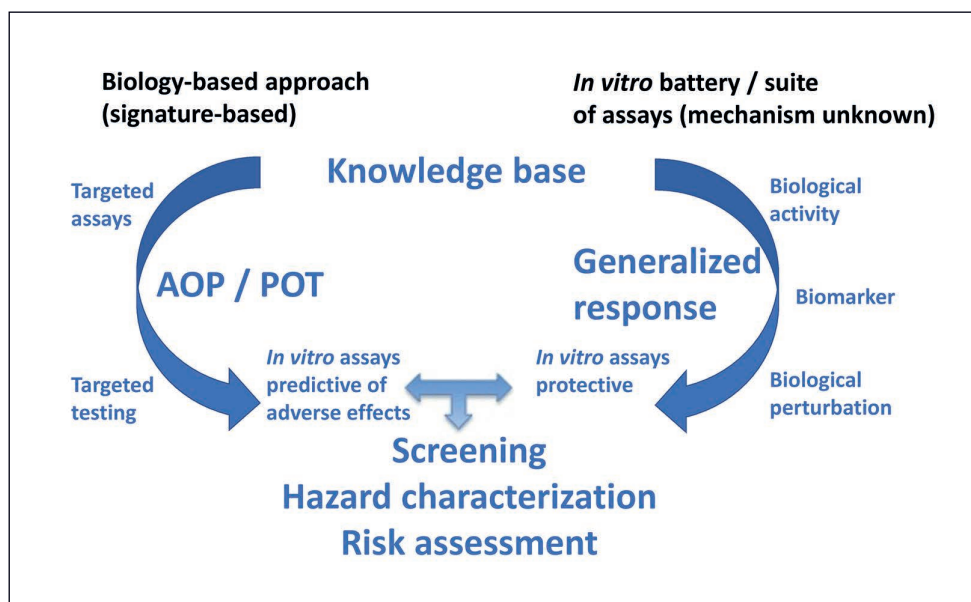 Biology-based approach
(signature-based)
In vitro battery / suite
of assays (mechanism unknown)
Knowledge base
Targeted
assays
Biological
activity
AOP / POT
Generalized
response
Biomarker
In vitro assays
predictive of
adverse effects
In vitro assays
protective
Targeted
testing
Biological
perturbation
Screening
Hazard characterization
Risk assessment